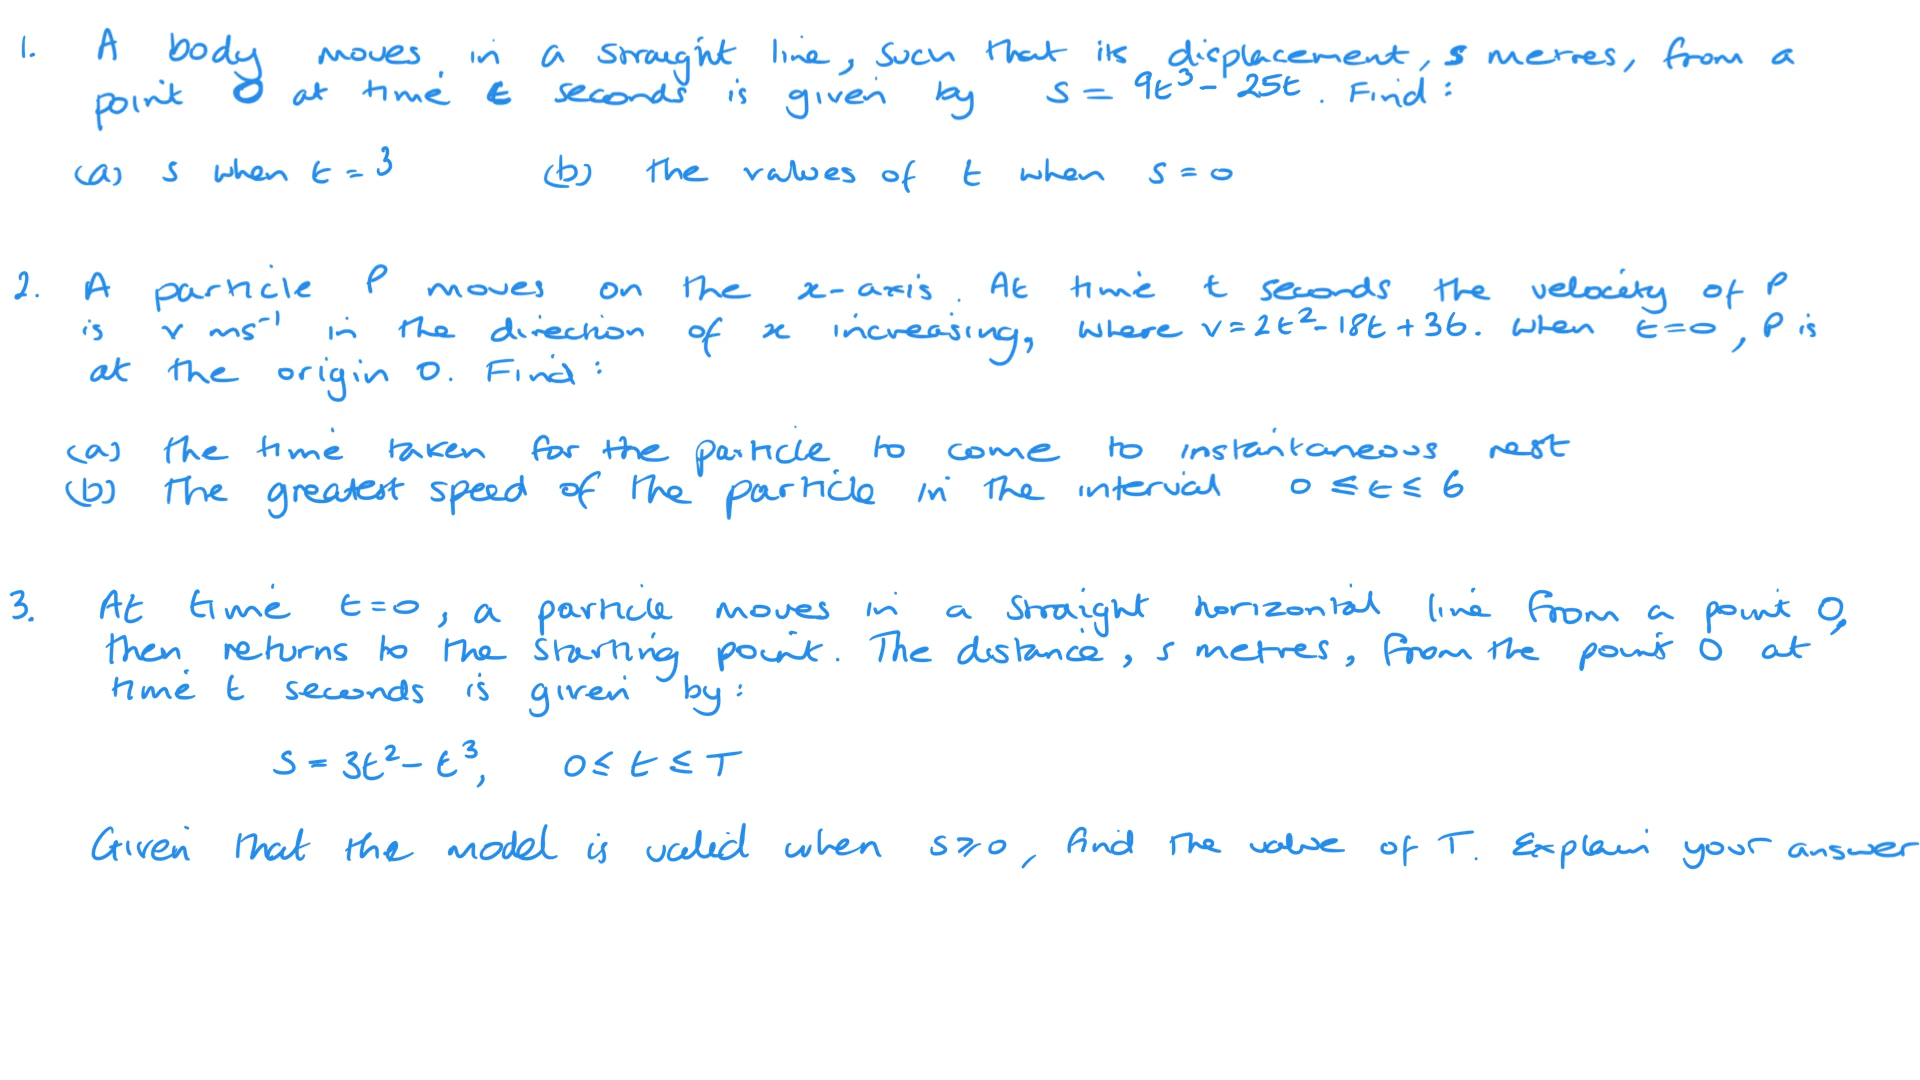 1. A body moves in a straight line, such that its displacement, s metres, from a
point O at time t seconds is given by s = 9t³ - 25t. Find:
(a) s when t = 3 (b) the values of t when s = 0
2. A particle P moves on the x-axis. At time t seconds the velocity of P
is v ms⁻¹ in the direction of x increasing, where v = 2t² - 18t + 36. When t=0, P is
at the origin O. Find:
(a) the time taken for the particle to come to instantaneous rest
(b) The greatest speed of the particle in the interval 0 ≤ t ≤ 6
3. At time t=0, a particle moves in a straight horizontal line from a point O,
then returns to the starting point. The distance, s metres, from the point O at
time t seconds is given by:
s = 3t² - t³, 0 ≤ t ≤ T
Given that the model is valid when s ≥ 0, find the value of T. Explain your answer